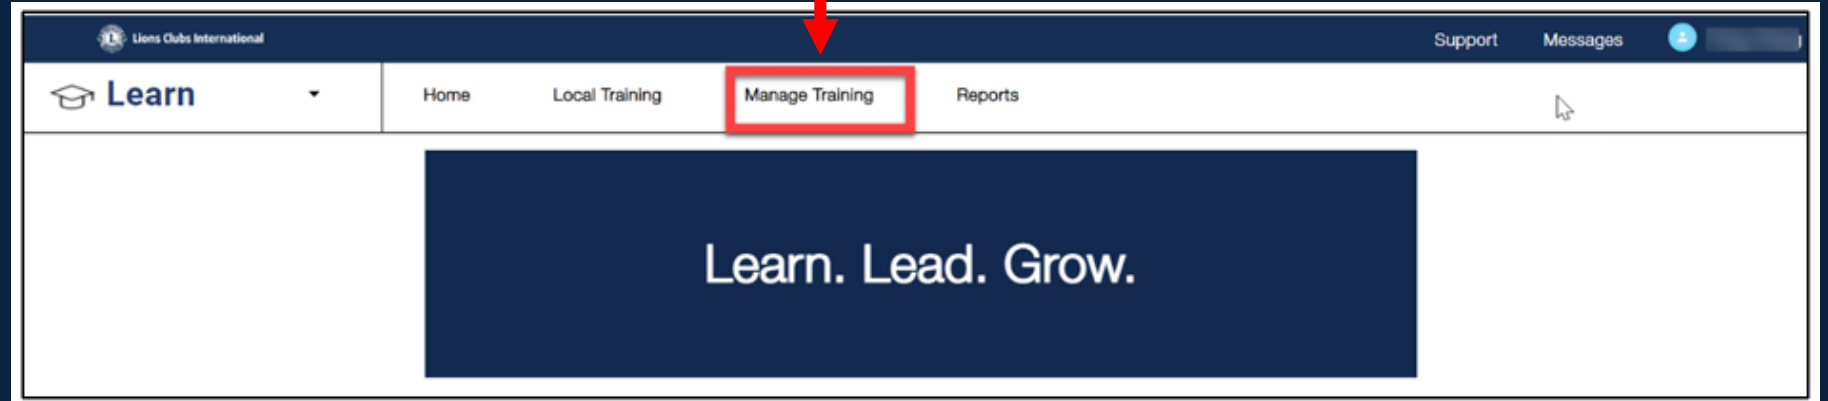 Lions Clubs International
Support Messages
Learn Home Local Training Manage Training Reports
Learn. Lead. Grow.